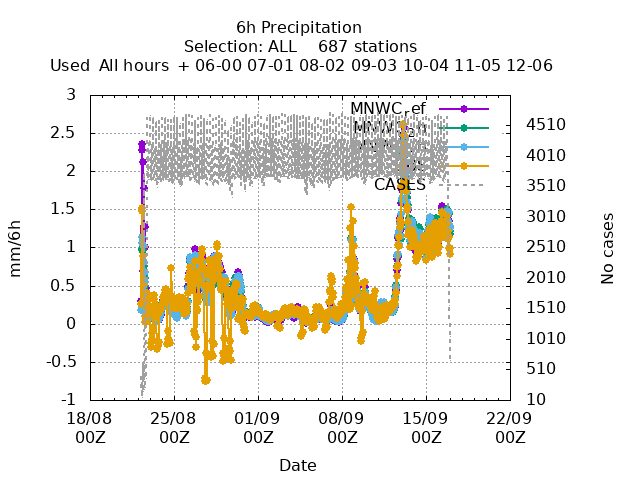 6h Precipitation
Selection: ALL    687 stations
Used  All hours  + 06-00 07-01 08-02 09-03 10-04 11-05 12-06
3
2.5
2
1.5
1
0.5
0
-0.5
-1
mm/6h
4510
4010
3510
3010
2510
2010
1510
1010
510
10
No cases
CASES
18/08 25/08 01/09 08/09 15/09 22/09
00Z 00Z 00Z 00Z 00Z 00Z
Date